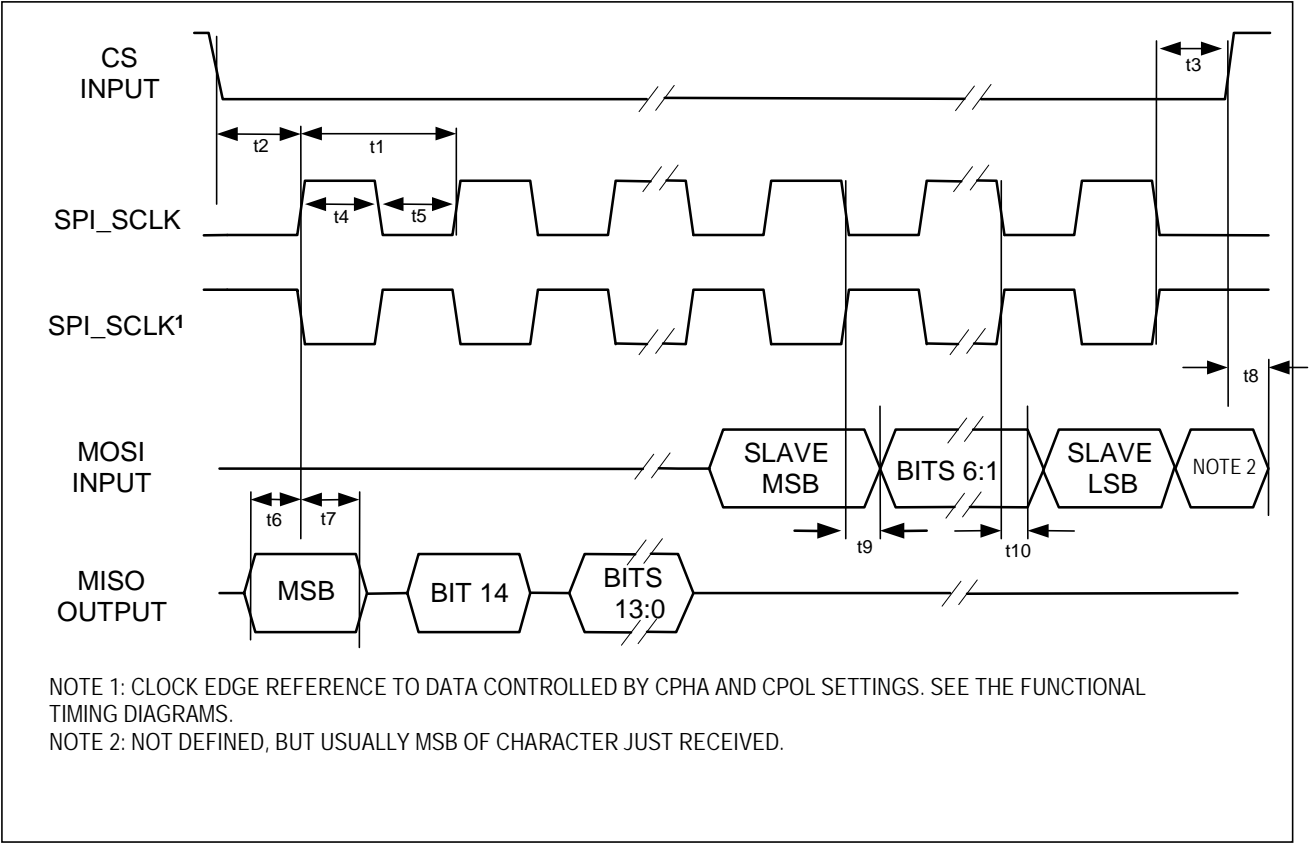 CS
INPUT
t3
t2
t1
SPI_SCLK
t4
t5
SPI_SCLK¹
t8
MOSI
INPUT
SLAVE
MSB
BITS 6:1
SLAVE
LSB
NOTE 2
t6
t7
t9
t10
MISO
OUTPUT
MSB
BIT 14
BITS
13:0
NOTE 1: CLOCK EDGE REFERENCE TO DATA CONTROLLED BY CPHA AND CPOL SETTINGS. SEE THE FUNCTIONAL
TIMING DIAGRAMS.
NOTE 2: NOT DEFINED, BUT USUALLY MSB OF CHARACTER JUST RECEIVED.